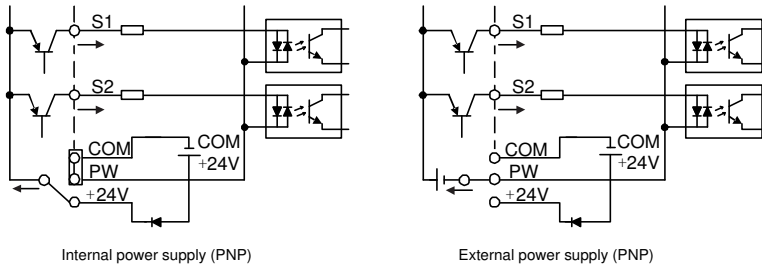 S1
S2
COM
PW
+24V
COM
+24V
Internal power supply (PNP)
S1
S2
COM
PW
+24V
COM
+24V
External power supply (PNP)